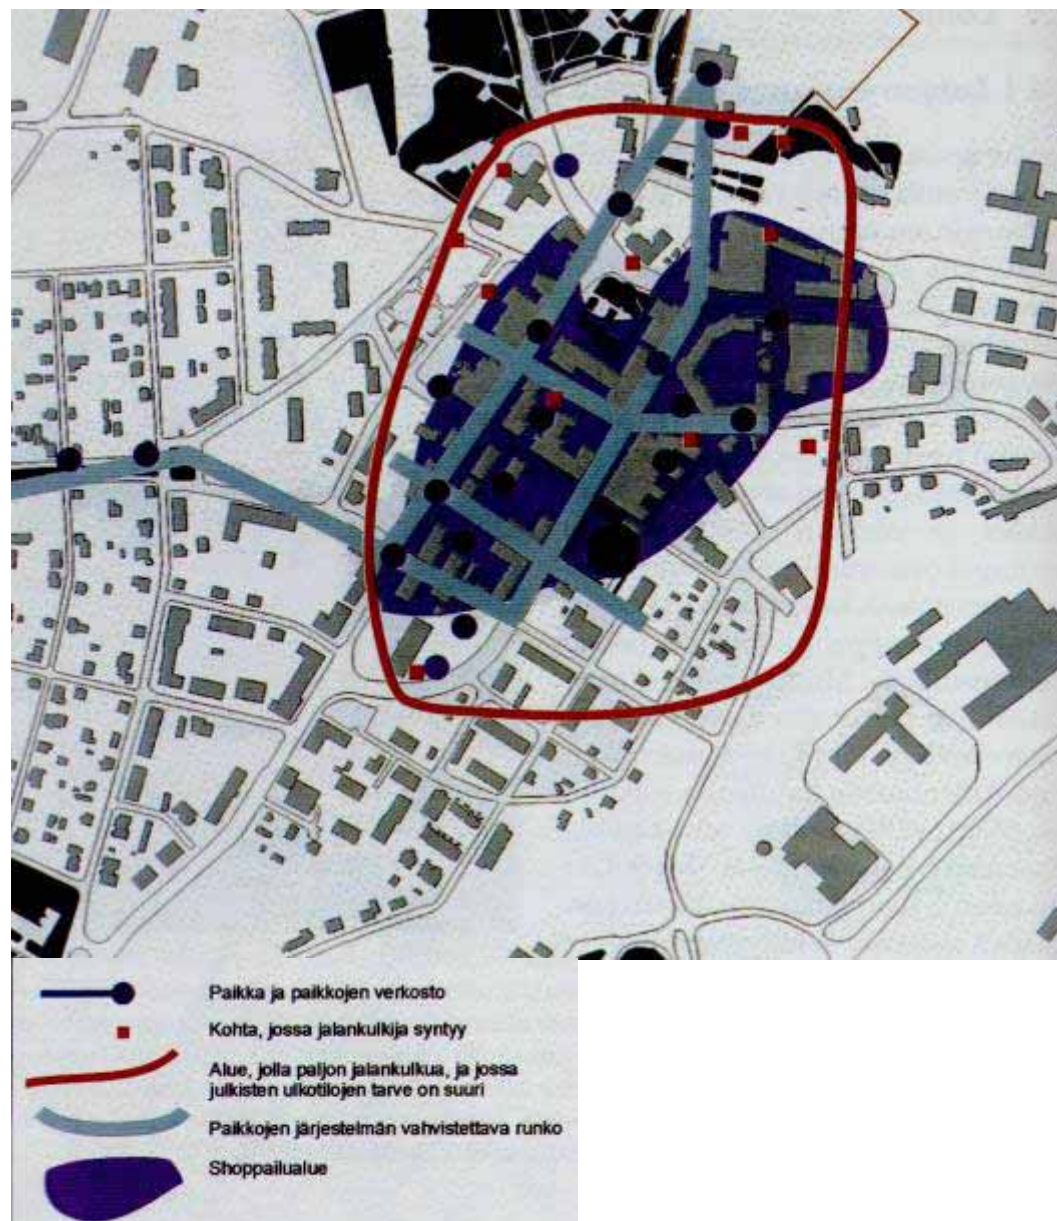 Paikka ja paikkojen verkosto
Kohta, jossa jalankulkija syntyy
Alue, jolla paljon jalankulkua, ja jossa
julkisten ulkotilojen tarve on suuri
Paikkojen järjestelmän vahvistettava runko
Shoppailualue